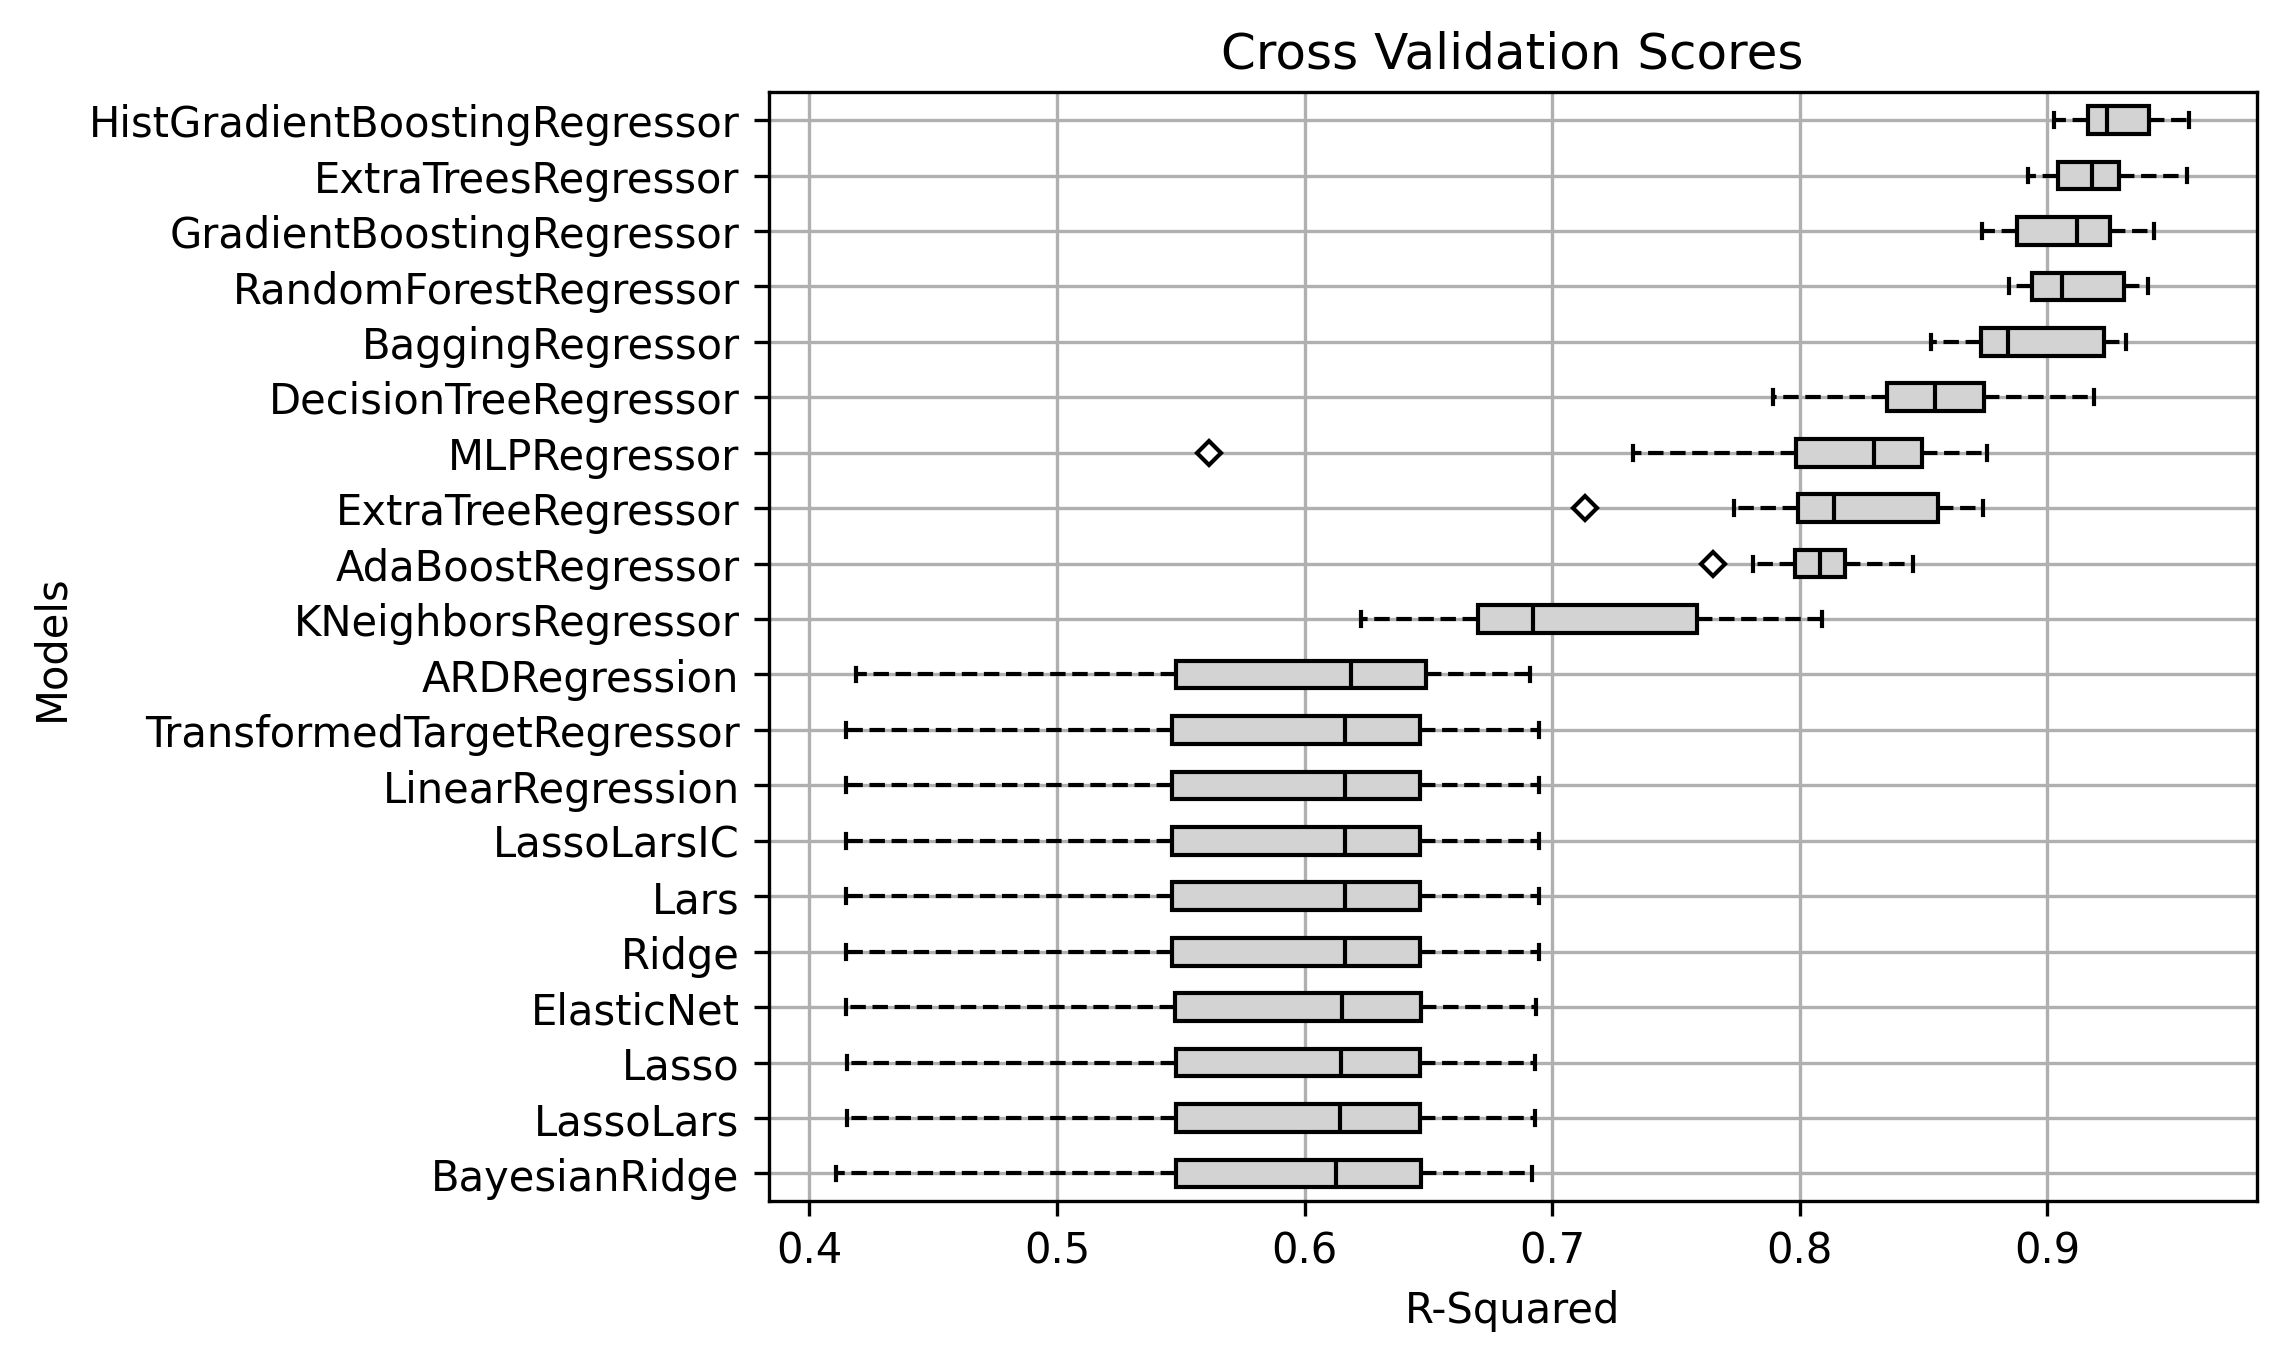 Cross Validation Scores
HistGradientBoostingRegressor
ExtraTreesRegressor
GradientBoostingRegressor
RandomForestRegressor
BaggingRegressor
DecisionTreeRegressor
MLPRegressor
ExtraTreeRegressor
AdaBoostRegressor
KNeighborsRegressor
ARDRegression
TransformedTargetRegressor
LinearRegression
LassoLarsIC
Lars
Ridge
ElasticNet
Lasso
LassoLars
BayesianRidge
Models
0.4 0.5 0.6 0.7 0.8 0.9
R-Squared